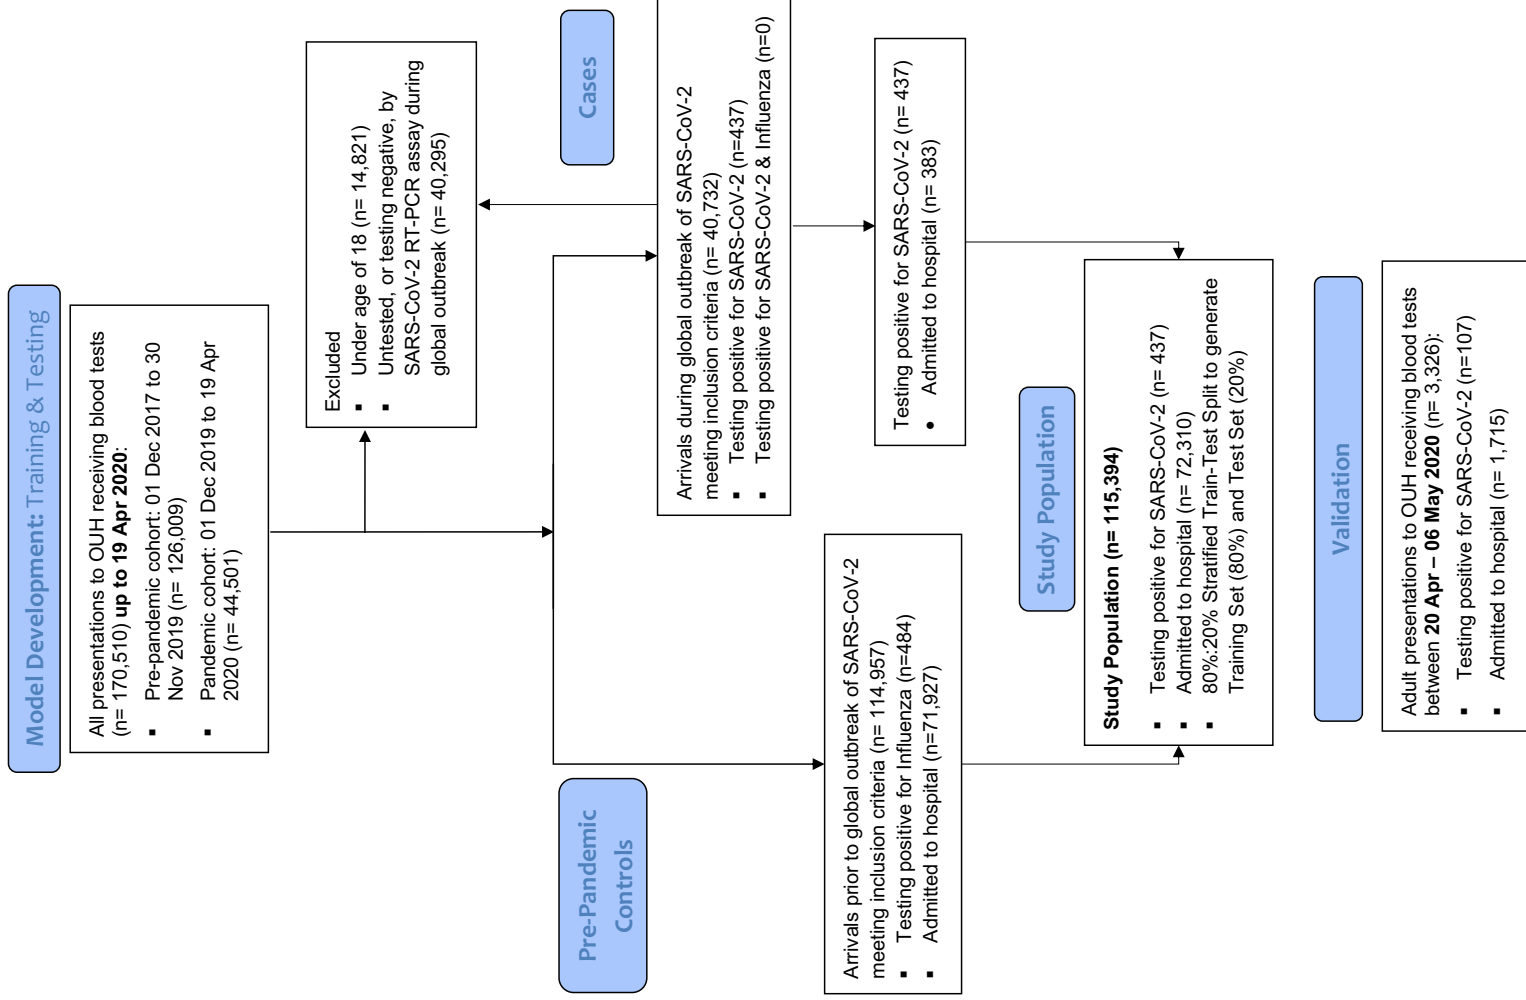 Model Development: Training & Testing
All presentations to OUH receiving blood tests
(n= 170,510) up to 19 Apr 2020:
▪ Pre-pandemic cohort: 01 Dec 2017 to 30
Nov 2019 (n= 126,009)
▪ Pandemic cohort: 01 Dec 2019 to 19 Apr
2020 (n= 44,501)
Excluded
▪ Under age of 18 (n= 14,821)
▪ Untested, or testing negative, by
SARS-CoV-2 RT-PCR assay during
global outbreak (n= 40,295)
Pre-Pandemic
Controls
Cases
Arrivals prior to global outbreak of SARS-CoV-2
meeting inclusion criteria (n= 114,957)
▪ Testing positive for Influenza (n=484)
▪ Admitted to hospital (n=71,927)
Arrivals during global outbreak of SARS-CoV-2
meeting inclusion criteria (n= 40,732)
▪ Testing positive for SARS-CoV-2 (n=437)
▪ Testing positive for SARS-CoV-2 & Influenza (n=0)
Testing positive for SARS-CoV-2 (n= 437)
• Admitted to hospital (n= 383)
Study Population
Study Population (n= 115,394)
▪ Testing positive for SARS-CoV-2 (n= 437)
▪ Admitted to hospital (n= 72,310)
▪ 80%:20% Stratified Train-Test Split to generate
Training Set (80%) and Test Set (20%)
Validation
Adult presentations to OUH receiving blood tests
between 20 Apr – 06 May 2020 (n= 3,326):
▪ Testing positive for SARS-CoV-2 (n=107)
▪ Admitted to hospital (n= 1,715)